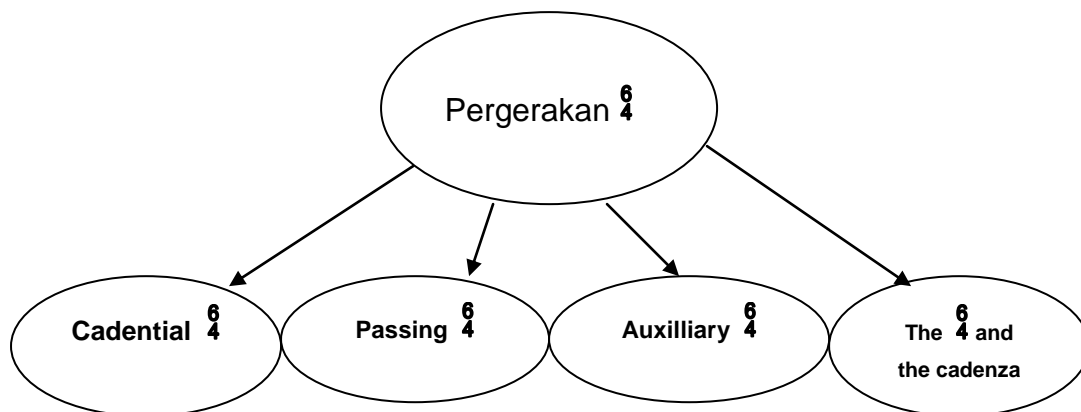 Pergerakan 6/4
Cadential 6/4
Passing 6/4
Auxilliary 6/4
The 6/4 and
the cadenza